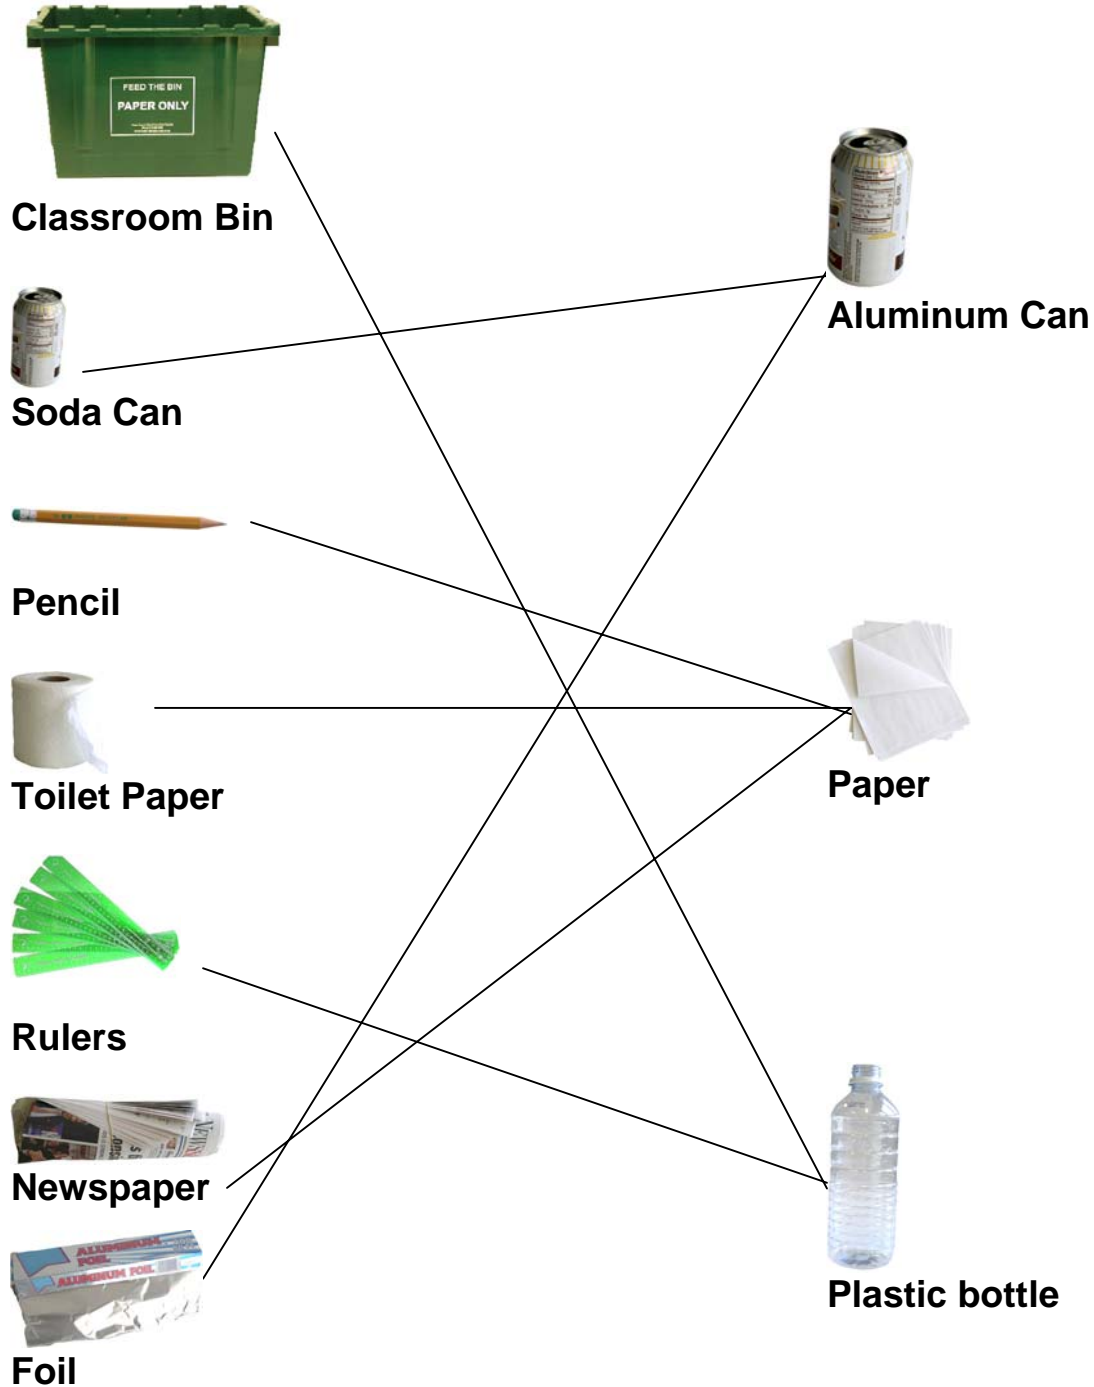 FEED THE BIN
PAPER ONLY
Classroom Bin
Aluminum Can
Soda Can
Pencil
Toilet Paper
Paper
Rulers
NEWS
Newspaper
ALUMINUM
FOIL
ALUMINUM FOIL
Plastic bottle
Foil